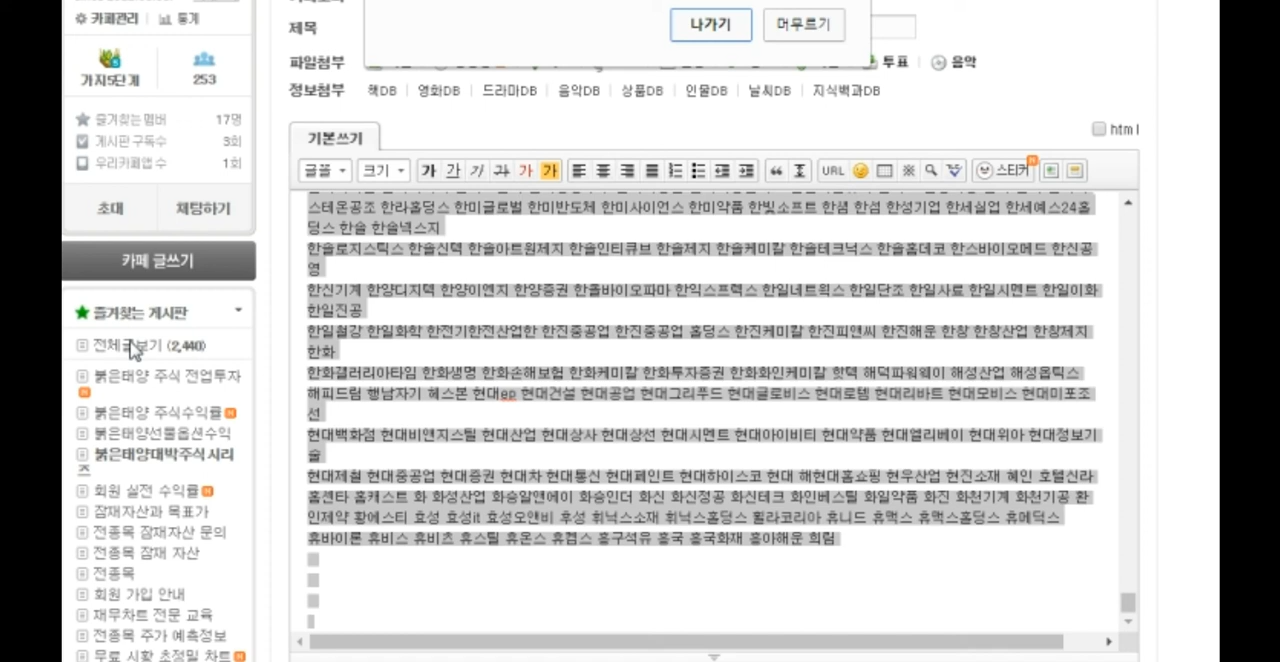 카페관리 통계
나가기 머무르기
제목
가지5단계 253
투표 음악
정보첨부 책DB 영화DB 드라마DB 음악DB 상품DB 인물DB 날씨DB 지식백과DB
즐겨찾는 멤버 17명
게시판 구독수 3회
우리카페앱 수 1회
기본쓰기 html
글꼴 크기 가 가 가 가 가 가 URL 스티커
초대 채팅하기
카페 글쓰기
즐겨찾는 게시판
전체글보기 (2,440)
붉은태양 주식 전업투자
붉은태양 주식수익률
붉은태양선물옵션수익
붉은태양대박주식시리
즈
회원 실전 수익률
잠재자산과 목표가
전종목 잠재자산 문의
전종목 잠재 자산
전종목
회원 가입 안내
재무차트 전문 교육
전종목 주가 예측정보
무료 시황 초정밀 차트
스테온공조 한라홀딩스 한미글로벌 한미반도체 한미사이언스 한미약품 한빛소프트 한샘 한섬 한성기업 한세실업 한세예스24홀
딩스 한솔 한솔넥스지
한솔로지스틱스 한솔신텍 한솔아트원제지 한솔인티큐브 한솔제지 한솔케미칼 한솔테크닉스 한솔홈데코 한스바이오메드 한신공
영
한신기계 한양디지텍 한양이엔지 한양증권 한올바이오파마 한익스프렉스 한일네트웍스 한일단조 한일사료 한일시멘트 한일이화
한일진공
한일철강 한일화학 한전기한전산업한 한진중공업 한진중공업 홀딩스 한진케미칼 한진피앤씨 한진해운 한창 한창산업 한창제지
한화
한화갤러리아타임 한화생명 한화손해보험 한화케미칼 한화투자증권 한화화인케미칼 핫텍 해덕파워웨이 해성산업 해성옵틱스
해피드림 행남자기 헤스본 현대ep 현대건설 현대공업 현대그리푸드 현대글로비스 현대로템 현대리바트 현대모비스 현대미포조
선
현대백화점 현대비앤지스틸 현대산업 현대상사 현대상선 현대시멘트 현대아이비티 현대약품 현대엘리베이 현대위아 현대정보기
술
현대제철 현대중공업 현대증권 현대차 현대통신 현대페인트 현대하이스코 현대 해현대홈쇼핑 현우산업 현진소재 혜인 호텔신라
홈센타 홈캐스트 화 화성산업 화승알앤에이 화승인더 화신 화신정공 화신테크 화인베스틸 화일약품 화진 화천기계 화천기공 환
인제약 황에스티 효성 효성it 효성오앤비 후성 휘닉스소재 휘닉스홀딩스 휠라코리아 휴니드 휴맥스 휴맥스홀딩스 휴메딕스
휴바이론 휴비스 휴비츠 휴스틸 휴온스 휴켐스 흥구석유 흥국 흥국화재 흥아해운 희림